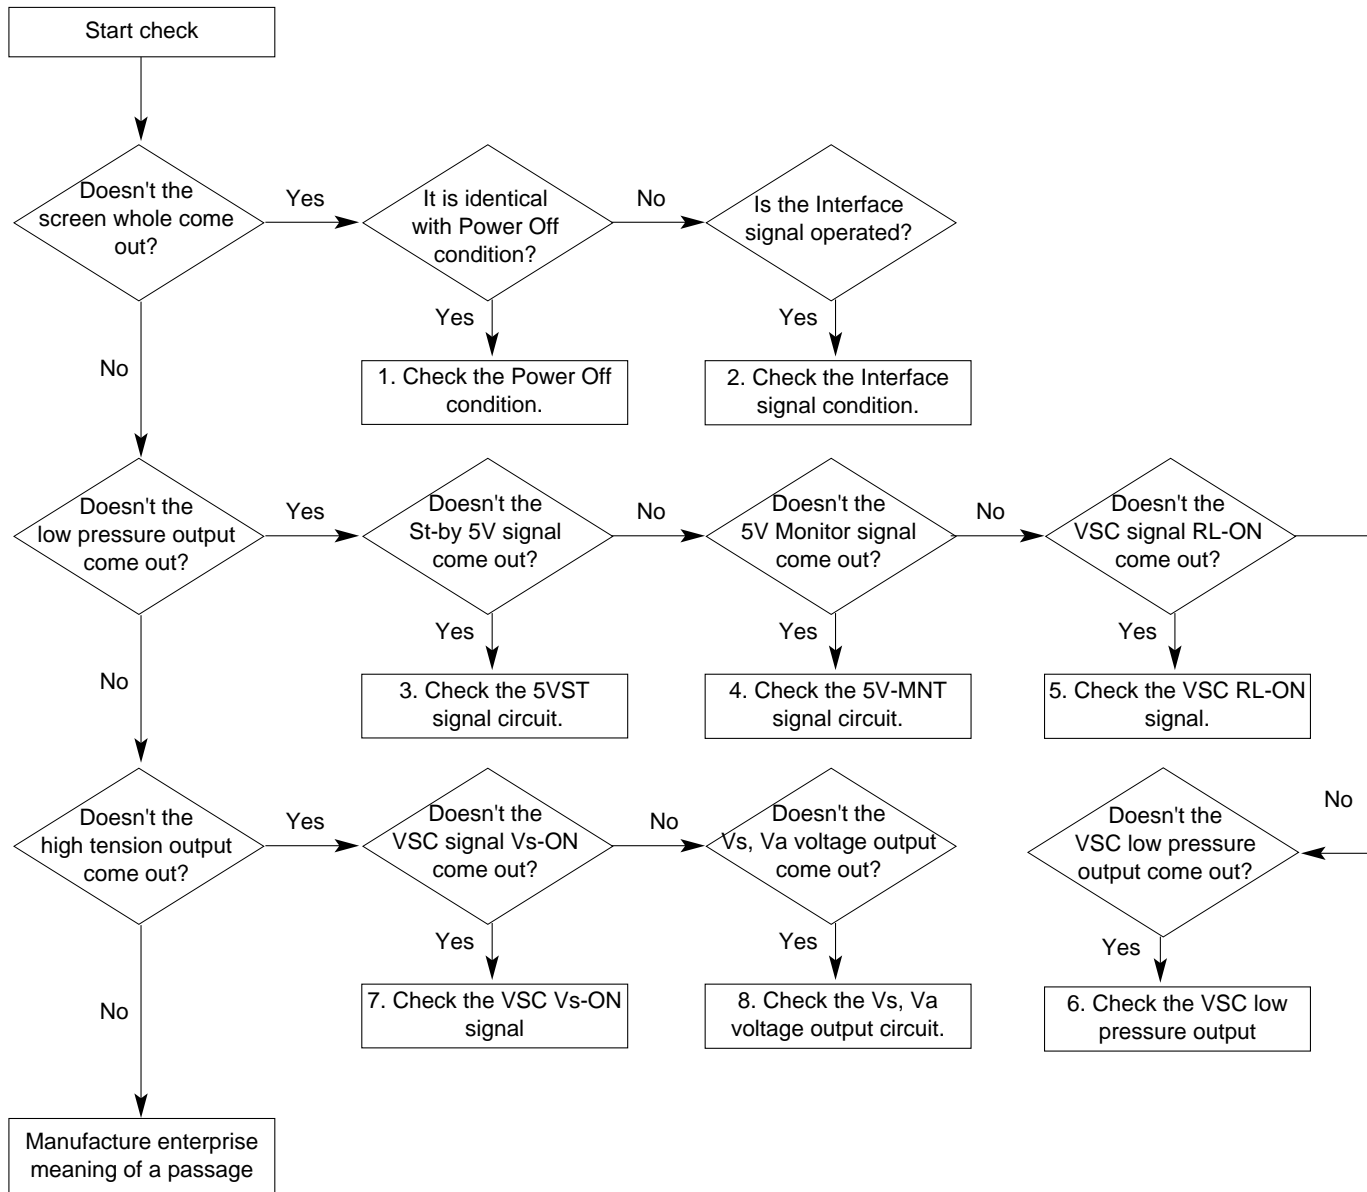 Start check
Doesn't the
screen whole come
out?
Yes
It is identical
with Power Off
condition?
No
Is the Interface
signal operated?
Yes
Yes
No
1. Check the Power Off
condition.
2. Check the Interface
signal condition.
Doesn't the
low pressure output
come out?
Yes
Doesn't the
St-by 5V signal
come out?
No
Doesn't the
5V Monitor signal
come out?
No
Doesn't the
VSC signal RL-ON
come out?
Yes
Yes
Yes
No
3. Check the 5VST
signal circuit.
4. Check the 5V-MNT
signal circuit.
5. Check the VSC RL-ON
signal.
Doesn't the
high tension output
come out?
Yes
Doesn't the
VSC signal Vs-ON
come out?
No
Doesn't the
Vs, Va voltage output
come out?
Doesn't the
VSC low pressure
output come out?
No
Yes
Yes
Yes
No
7. Check the VSC Vs-ON
signal
8. Check the Vs, Va
voltage output circuit.
6. Check the VSC low
pressure output
Manufacture enterprise
meaning of a passage